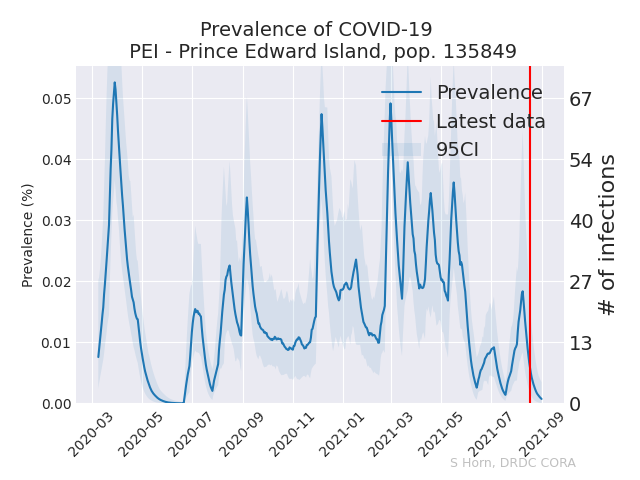 Prevalence of COVID-19
PEI - Prince Edward Island, pop. 135849
Prevalence
Latest data
95CI
Prevalence (%)
0.05
0.04
0.03
0.02
0.01
0.00
67
54
40
27
13
0
# of infections
2020-03
2020-05
2020-07
2020-09
2020-11
2021-01
2021-03
2021-05
2021-07
2021-09
S Horn, DRDC CORA